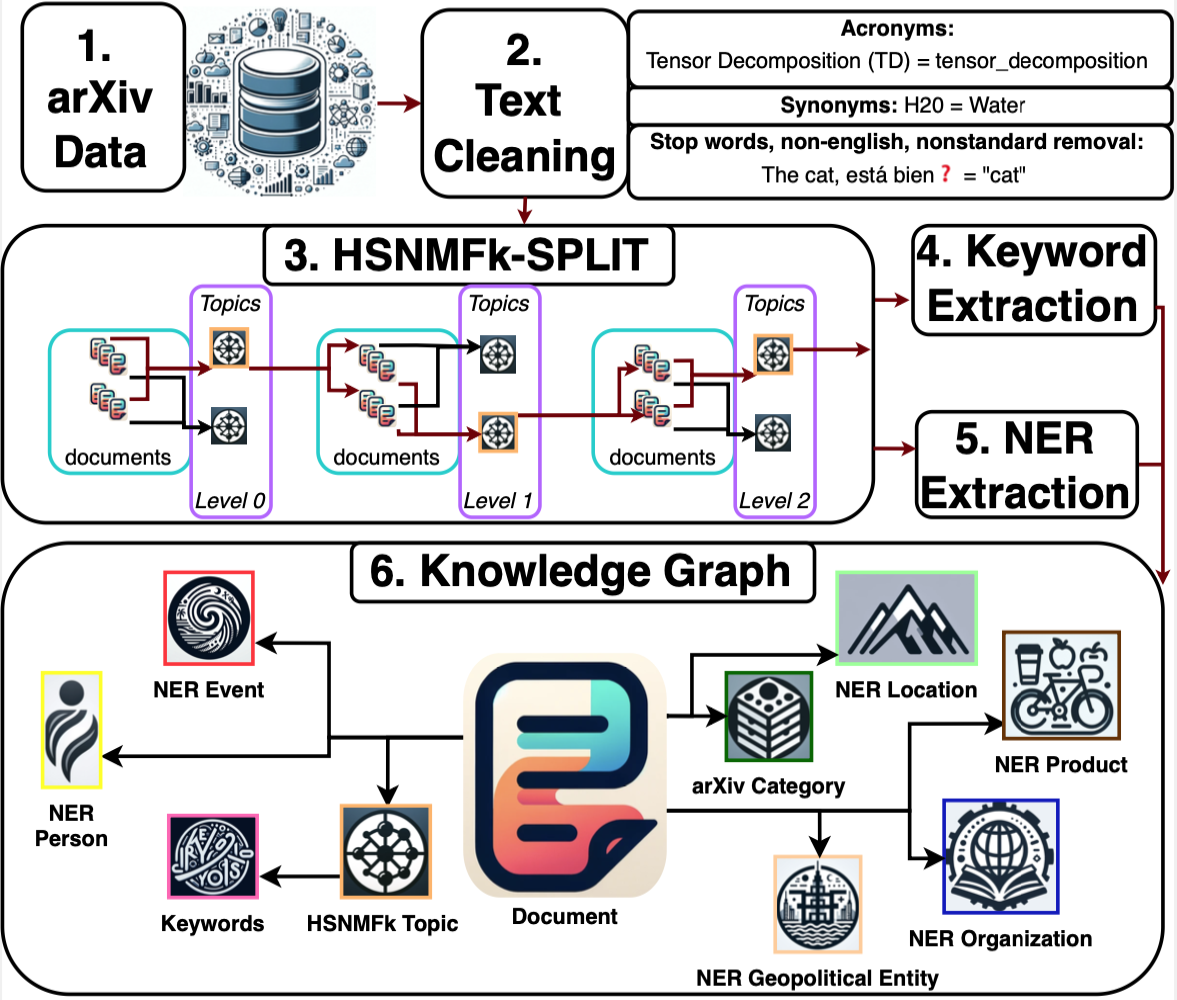 1.
arXiv
Data
2.
Text
Cleaning
Acronyms:
Tensor Decomposition (TD) = tensor_decomposition
Synonyms: H20 = Water
Stop words, non-english, nonstandard removal:
The cat, está bien ? = "cat"
3. HSNMFk-SPLIT
Topics
documents
Level 0
Topics
documents
Level 1
Topics
documents
Level 2
4. Keyword
Extraction
5. NER
Extraction
6. Knowledge Graph
NER Event
NER
Person
Keywords
HSNMFk Topic
Document
NER Location
arXiv Category
NER Product
NER Organization
NER Geopolitical Entity